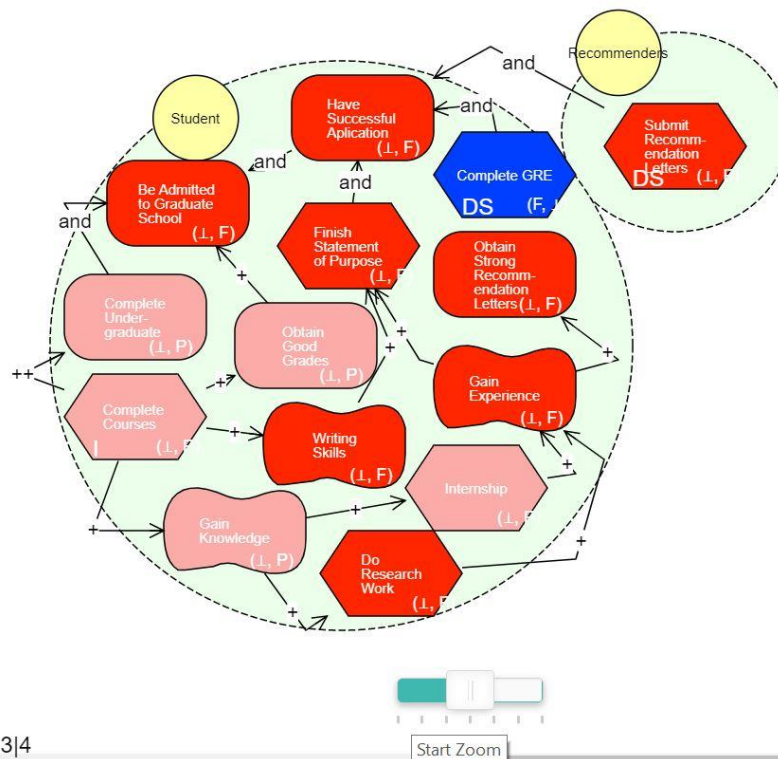 and
Recommenders
Student
Have
Successful
Aplication
(⊥, F)
and
Submit
Recomm-
endation
Letters
DS
and
Be Admitted
to Graduate
School
(⊥, F)
and
Complete GRE
DS
(F,
and
Finish
Statement
of Purpose
Obtain
Strong
Recomm-
endation
Letters
(⊥, F)
+
Complete
Under-
graduate
(⊥, P)
Obtain
Good
Grades
(⊥, P)
+
+
+
++
+
Complete
Courses
I
Gain
Experience
(⊥, F)
+
Writing
Skills
(⊥, F)
+
Internship
Gain
Knowledge
(⊥, P)
+
+
+
Do
Research
Work
+
3|4
Start Zoom